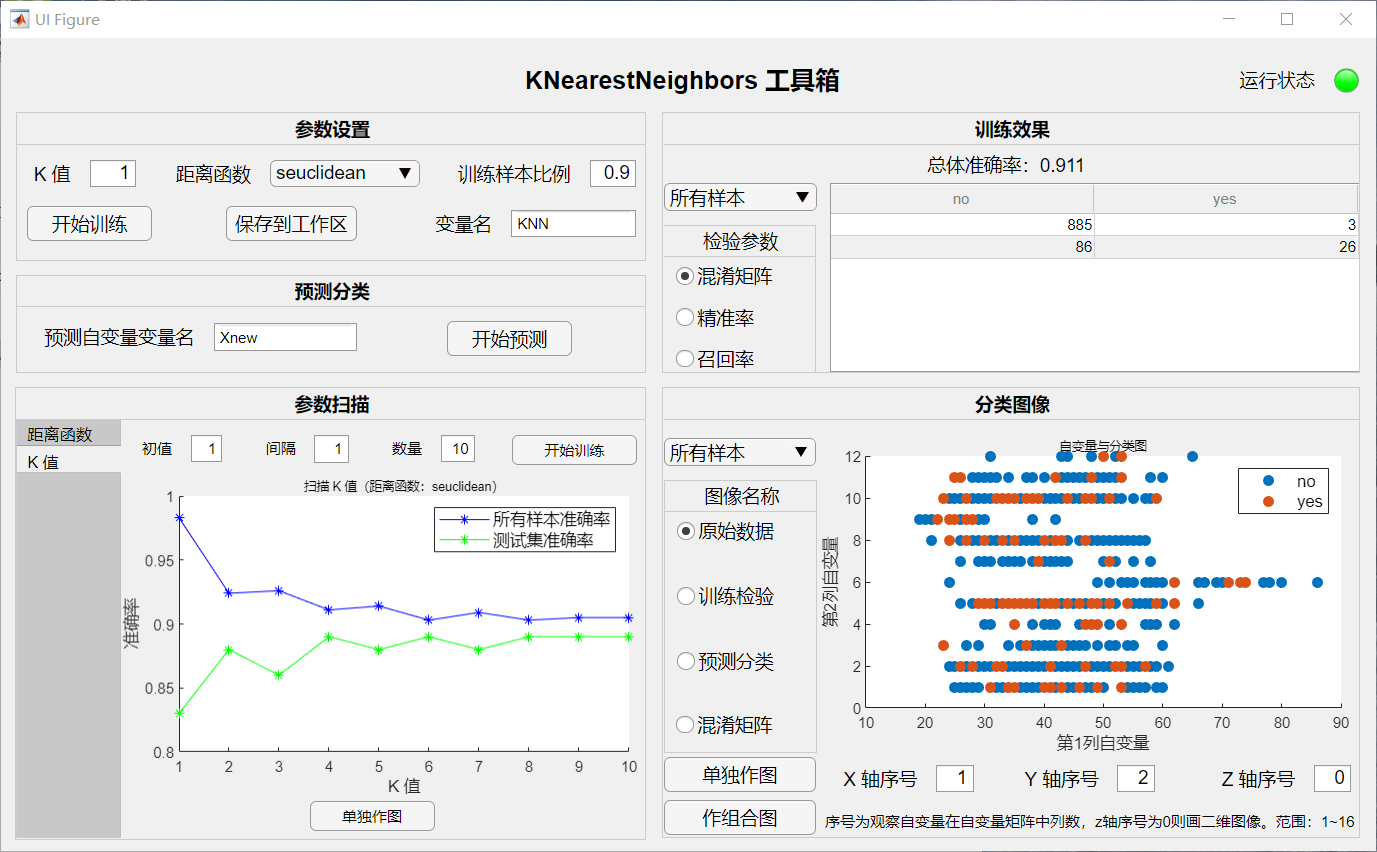 UI Figure
KNearestNeighbors 工具箱
运行状态
参数设置
K 值 1 距离函数 seuclidean 训练样本比例 0.9
开始训练 保存到工作区 变量名 KNN
预测分类
预测自变量变量名 Xnew 开始预测
训练效果
总体准确率：0.911
所有样本
检验参数
混淆矩阵
精准率
召回率
no yes
885 3
86 26
参数扫描
距离函数
K 值
初值 1 间隔 1 数量 10 开始训练
扫描 K 值（距离函数：seuclidean）
所有样本准确率
测试集准确率
1
0.95
0.9
0.85
0.8
准确率
1 2 3 4 5 6 7 8 9 10
K 值
单独作图
分类图像
所有样本
图像名称
原始数据
训练检验
预测分类
混淆矩阵
单独作图
作组合图
自变量与分类图
no
yes
12
10
8
6
4
2
0
第2列自变量
10 20 30 40 50 60 70 80 90
第1列自变量
X 轴序号 1 Y 轴序号 2 Z 轴序号 0
序号为观察自变量在自变量矩阵中列数，z轴序号为0则画二维图像。范围：1~16